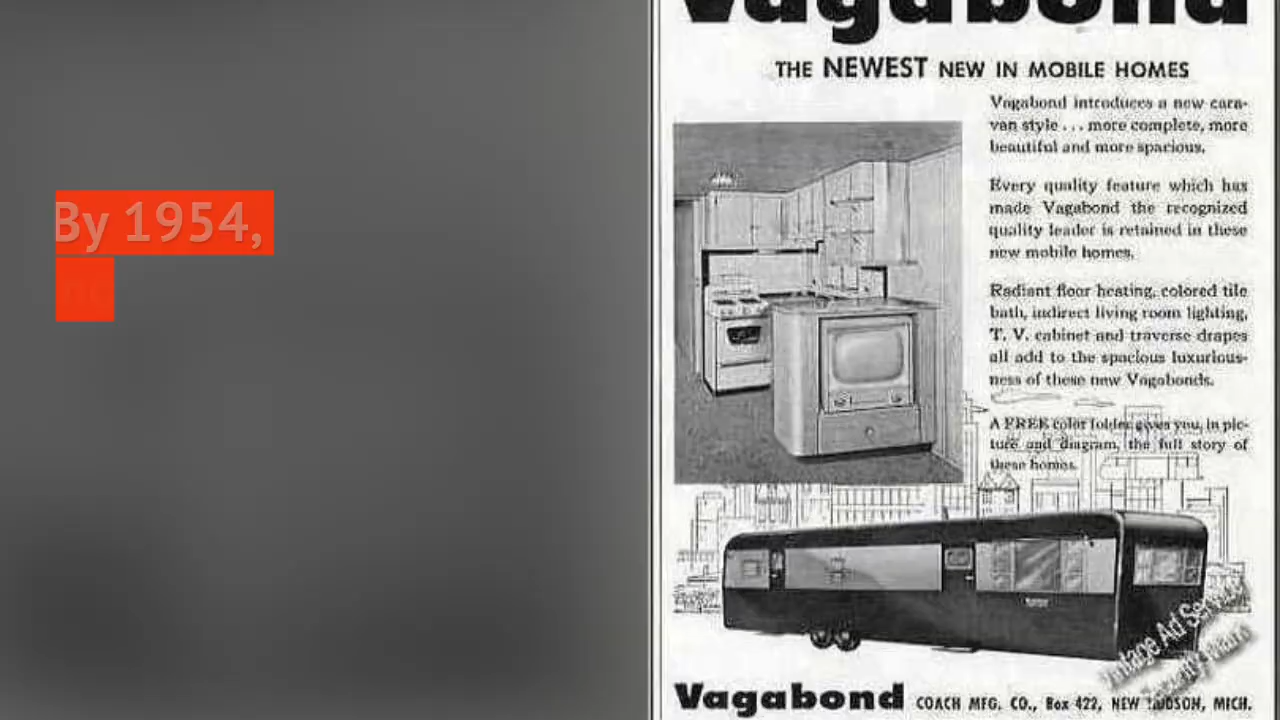 By 1954,
Vagabond
THE NEWEST NEW IN MOBILE HOMES
Vagabond introduces a new cara-
van style . . . more complete, more
beautiful and more spacious.
Every quality feature which has
made Vagabond the recognized
quality leader is retained in these
new mobile homes.
Radiant floor heating, colored tile
bath, indirect living room lighting,
T. V. cabinet and traverse drapes
all add to the spacious luxurious-
ness of these new Vagabonds.
A FREE color folder gives you, in pic-
ture and diagram, the full story of
these homes.
Vintage Ad Service
Vagabond COACH MFG. CO., Box 422, NEW HUDSON, MICH.